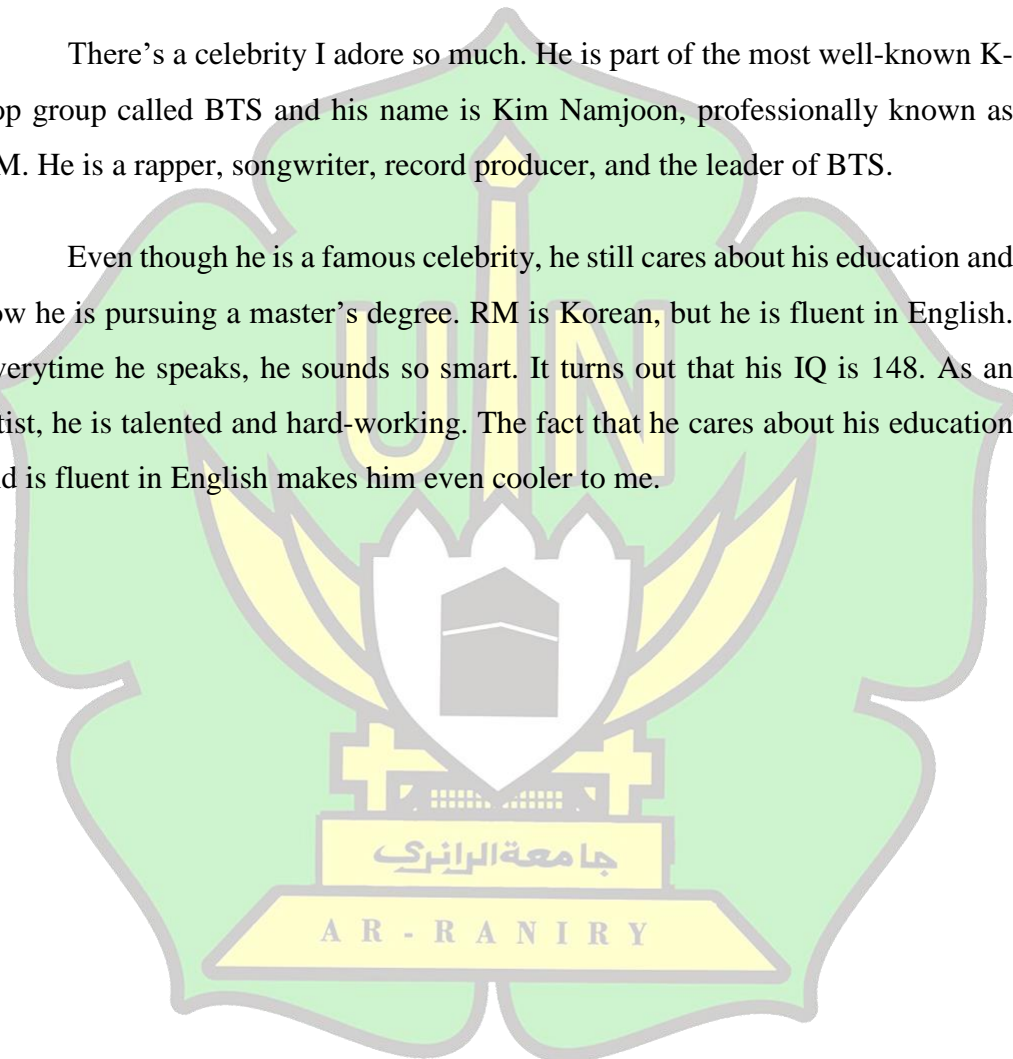 There’s a celebrity I adore so much. He is part of the most well-known K-
op group called BTS and his name is Kim Namjoon, professionally known as
M. He is a rapper, songwriter, record producer, and the leader of BTS.
Even though he is a famous celebrity, he still cares about his education and
ow he is pursuing a master’s degree. RM is Korean, but he is fluent in English.
verytime he speaks, he sounds so smart. It turns out that his IQ is 148. As an
tist, he is talented and hard-working. The fact that he cares about his education
d is fluent in English makes him even cooler to me.
UIN
جامعة الرانري
AR-RANIRY